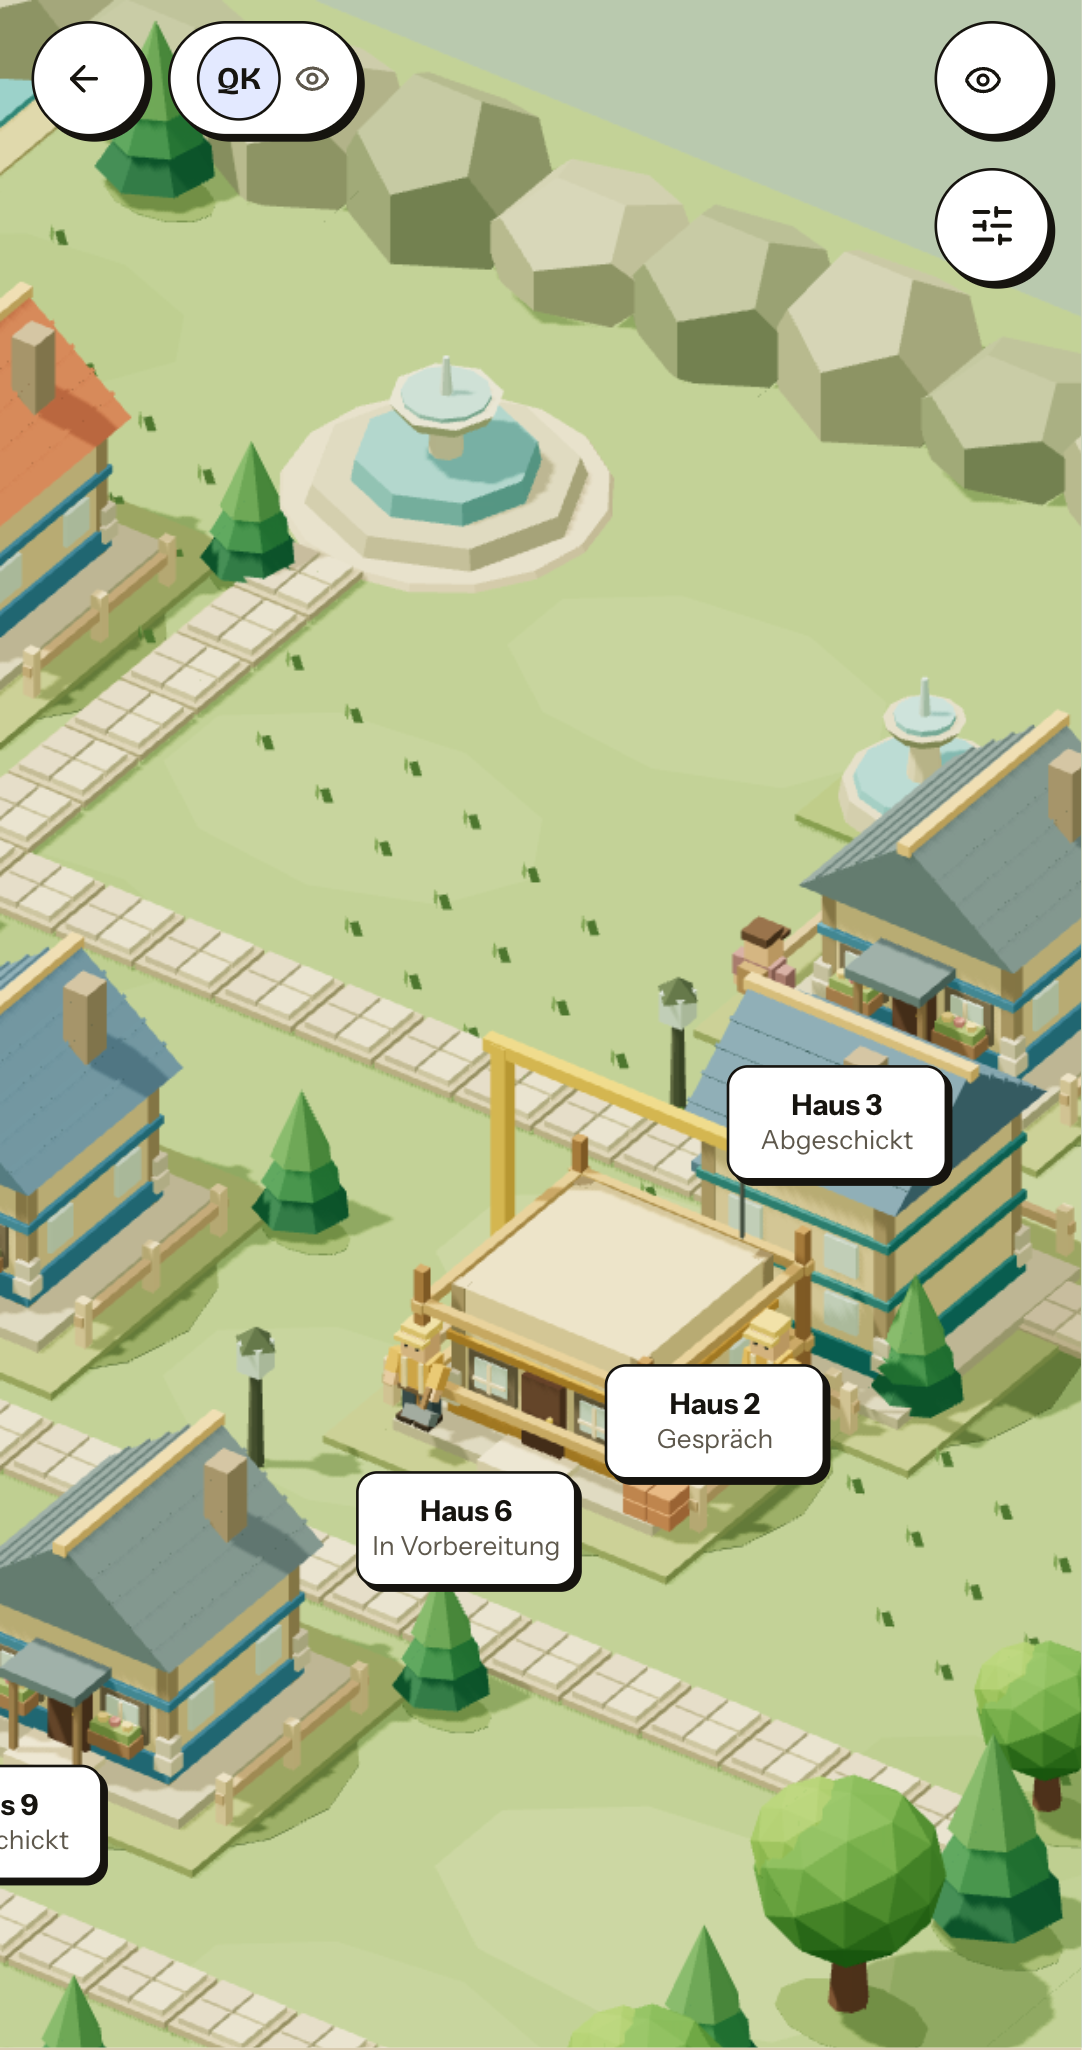 QK
Haus 3
Abgeschickt
Haus 2
Gespräch
Haus 6
In Vorbereitung
s 9
chickt